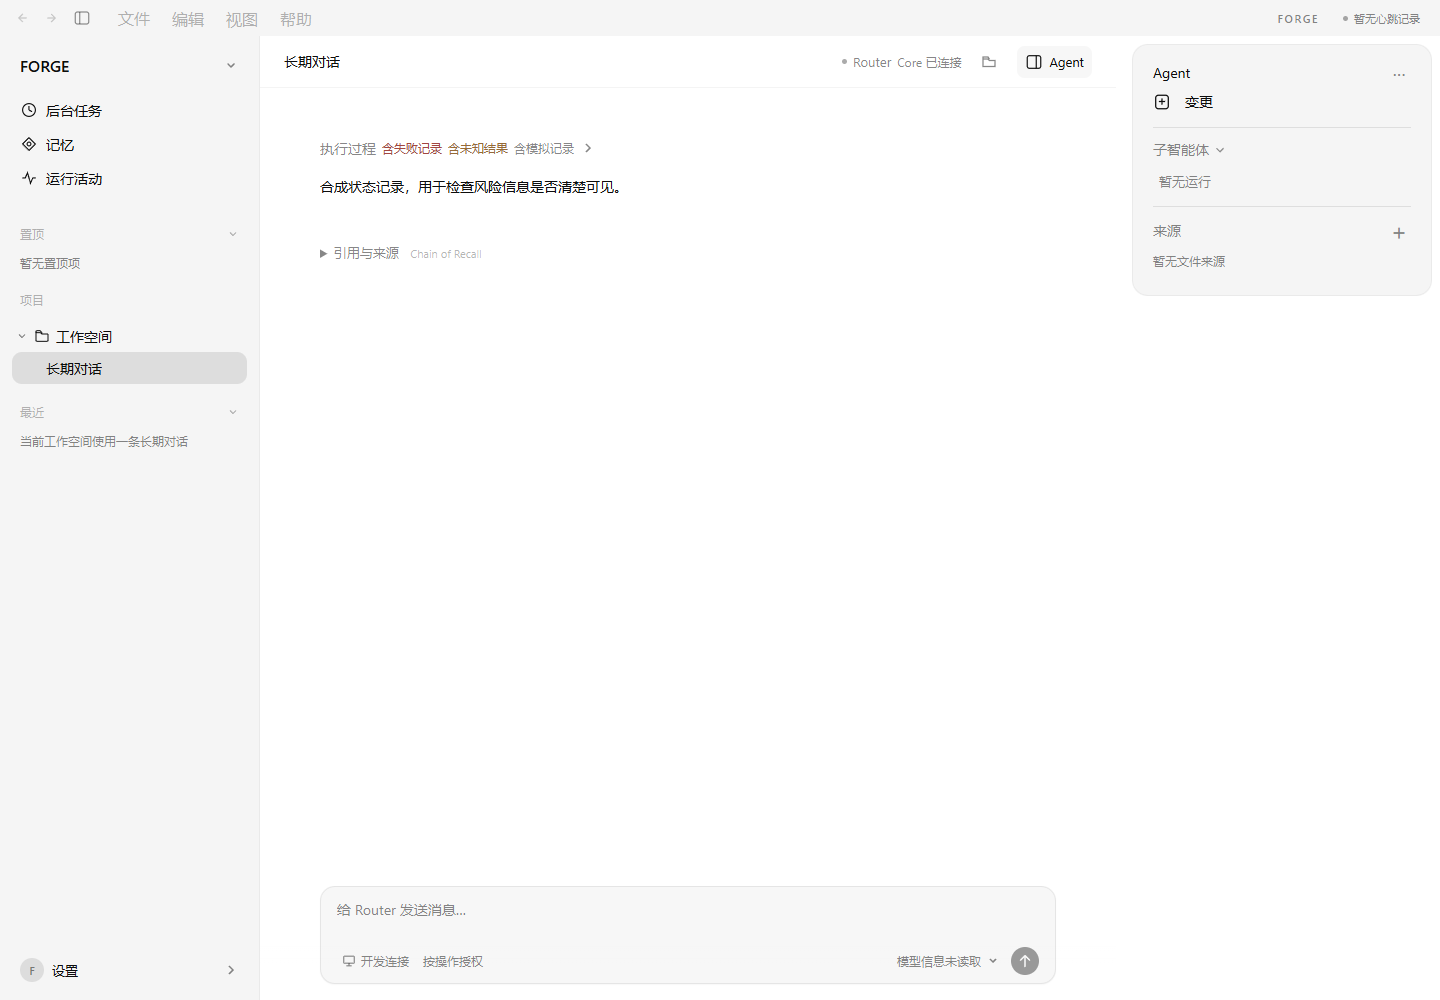 文件 编辑 视图 帮助
FORGE 暂无心跳记录
FORGE
后台任务
记忆
运行活动
置顶
暂无置顶项
项目
工作空间
长期对话
最近
当前工作空间使用一条长期对话
F 设置
长期对话
Router Core 已连接
Agent
执行过程 含失败记录 含未知结果 含模拟记录
合成状态记录，用于检查风险信息是否清楚可见。
引用与来源 Chain of Recall
给 Router 发送消息...
开发连接 按操作授权
模型信息未读取
Agent
变更
子智能体
暂无运行
来源
暂无文件来源